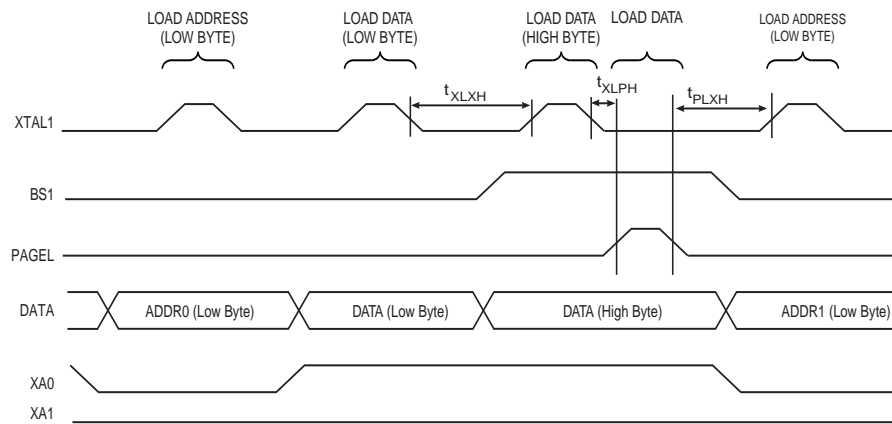 LOAD ADDRESS
(LOW BYTE)
LOAD DATA
(LOW BYTE)
LOAD DATA
(HIGH BYTE)
LOAD DATA
LOAD ADDRESS
(LOW BYTE)
tXLXH
tXLPH
tPLXH
XTAL1
BS1
PAGEL
DATA
ADDR0 (Low Byte)
DATA (Low Byte)
DATA (High Byte)
ADDR1 (Low Byte)
XA0
XA1